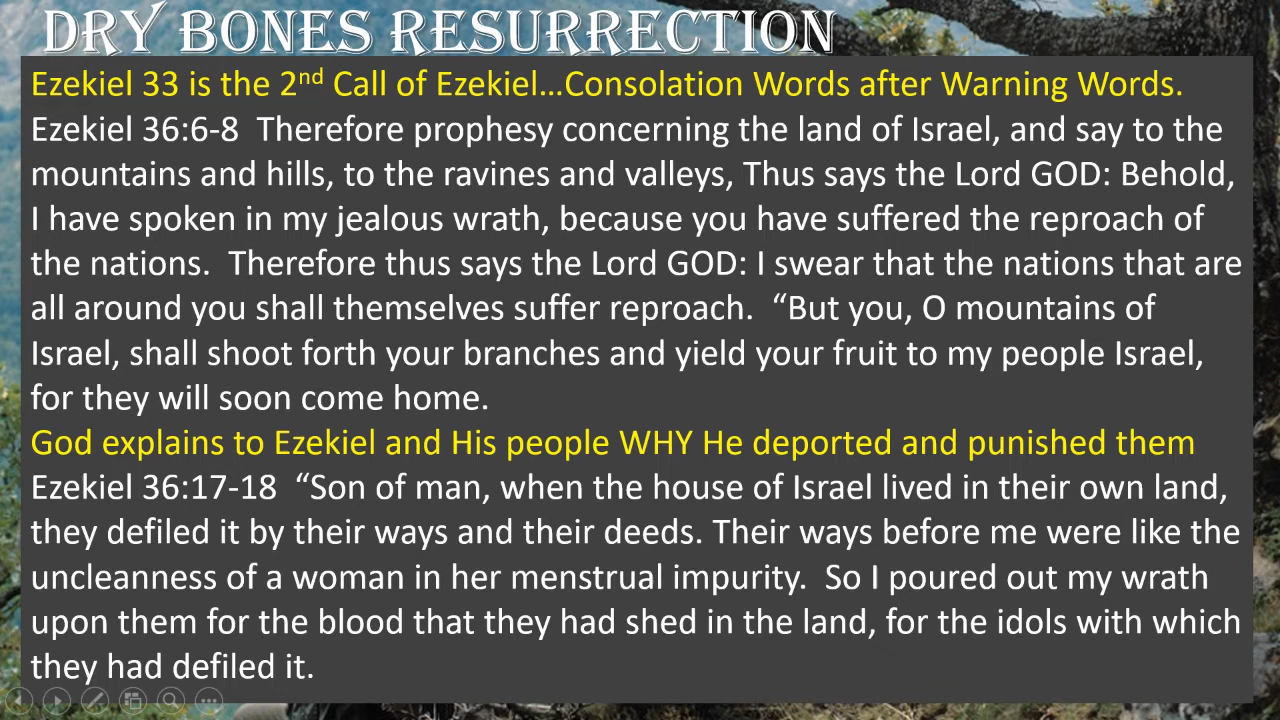 DRY BONES RESURRECTION
Ezekiel 33 is the 2nd Call of Ezekiel…Consolation Words after Warning Words.
Ezekiel 36:6-8  Therefore prophesy concerning the land of Israel, and say to the
mountains and hills, to the ravines and valleys, Thus says the Lord GOD: Behold,
I have spoken in my jealous wrath, because you have suffered the reproach of
the nations.  Therefore thus says the Lord GOD: I swear that the nations that are
all around you shall themselves suffer reproach.  “But you, O mountains of
Israel, shall shoot forth your branches and yield your fruit to my people Israel,
for they will soon come home.
God explains to Ezekiel and His people WHY He deported and punished them
Ezekiel 36:17-18  “Son of man, when the house of Israel lived in their own land,
they defiled it by their ways and their deeds. Their ways before me were like the
uncleanness of a woman in her menstrual impurity.  So I poured out my wrath
upon them for the blood that they had shed in the land, for the idols with which
they had defiled it.